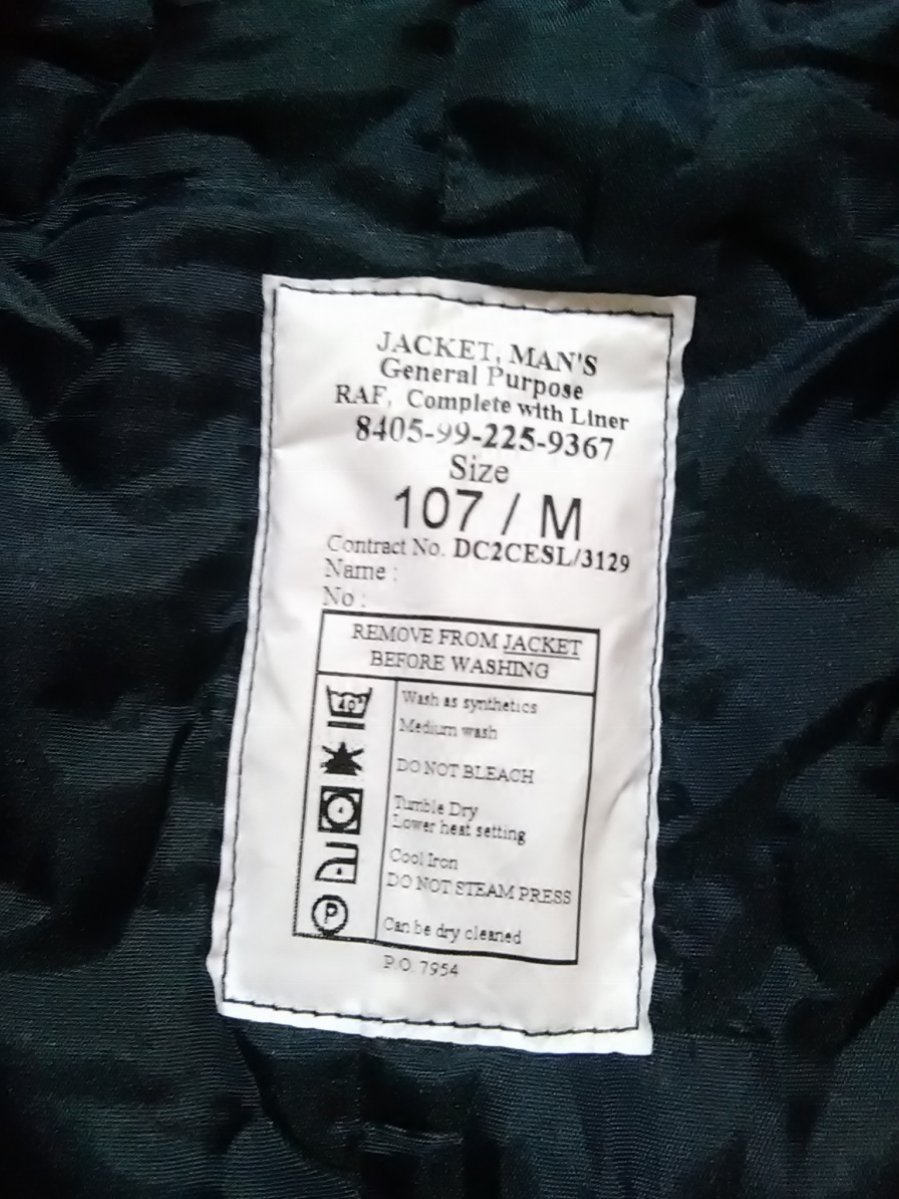 JACKET, MAN'S
General Purpose
RAF, Complete with Liner
8405-99-225-9367
Size
107 / M
Contract No. DC2CESL/3129
Name :
No :
REMOVE FROM JACKET
BEFORE WASHING
40°
Wash as synthetics
Medium wash
DO NOT BLEACH
Tumble Dry
Lower heat setting
Cool Iron
DO NOT STEAM PRESS
P
Can be dry cleaned
P.O. 7954